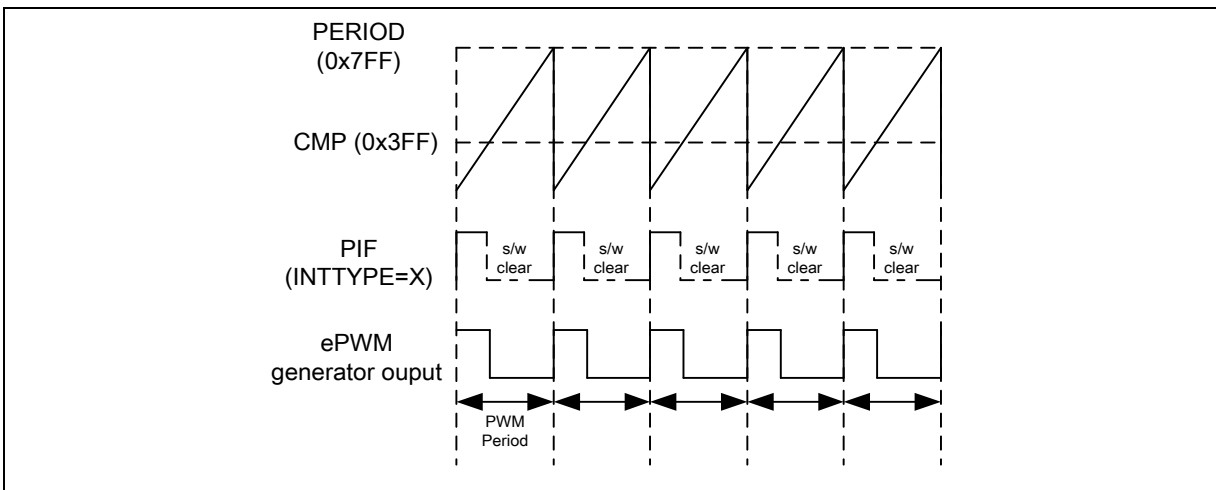 PERIOD
(0x7FF)
CMP (0x3FF)
PIF
(INTTYPE=X)
s/w
clear
s/w
clear
s/w
clear
s/w
clear
s/w
clear
ePWM
generator ouput
PWM
Period